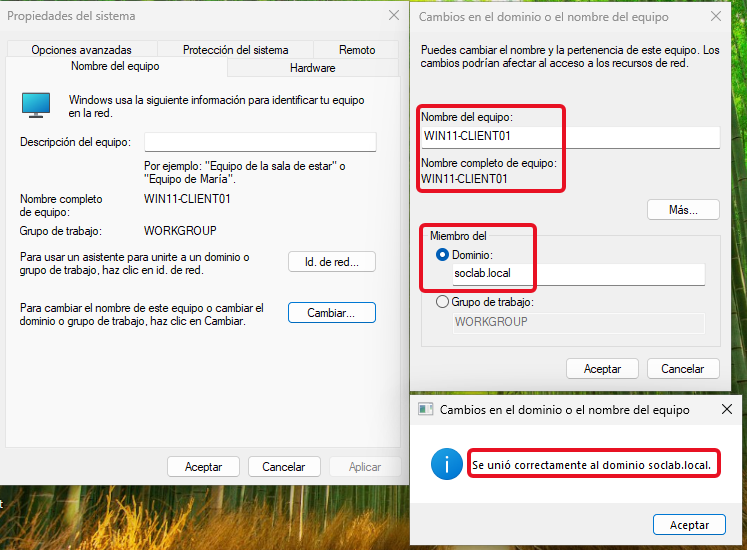 Propiedades del sistema
Opciones avanzadas
Protección del sistema
Remoto
Nombre del equipo
Hardware
Windows usa la siguiente información para identificar tu equipo
en la red.
Descripción del equipo:
Por ejemplo: "Equipo de la sala de estar" o
"Equipo de María".
Nombre completo
de equipo:
WIN11-CLIENT01
Grupo de trabajo:
WORKGROUP
Para usar un asistente para unirte a un dominio o
grupo de trabajo, haz clic en id. de red.
Id. de red...
Para cambiar el nombre de este equipo o cambiar el
dominio o grupo de trabajo, haz clic en Cambiar.
Cambiar...
Aceptar
Cancelar
Aplicar
t
Cambios en el dominio o el nombre del equipo
Puedes cambiar el nombre y la pertenencia de este equipo. Los
cambios podrían afectar al acceso a los recursos de red.
Nombre del equipo:
WIN11-CLIENT01
Nombre completo de equipo:
WIN11-CLIENT01
Más...
Miembro del
Dominio:
soclab.local
Grupo de trabajo:
WORKGROUP
Aceptar
Cancelar
Cambios en el dominio o el nombre del equipo
Se unió correctamente al dominio soclab.local.
Aceptar